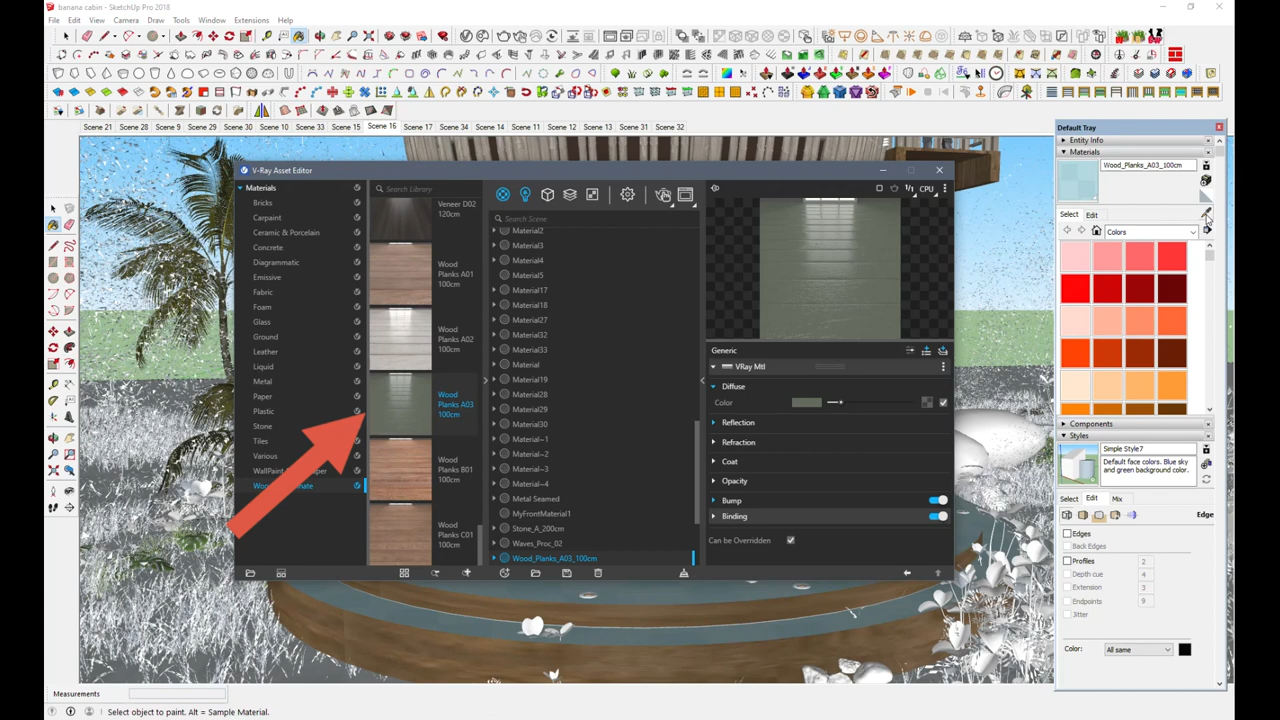 banana cabin - SketchUp Pro 2018
File Edit View Camera Draw Tools Window Extensions Help
Scene 21 Scene 28 Scene 9 Scene 29 Scene 30 Scene 10 Scene 33 Scene 15 Scene 16 Scene 17 Scene 34 Scene 14 Scene 11 Scene 12 Scene 13 Scene 31 Scene 32
V-Ray Asset Editor
Materials
Bricks
Carpaint
Ceramic & Porcelain
Concrete
Diagrammatic
Emissive
Fabric
Foam
Glass
Ground
Leather
Liquid
Metal
Paper
Plastic
Stone
Tiles
Various
Search Library
Veneer D02
120cm
Wood
Planks A01
100cm
Wood
Planks A02
100cm
Wood
Planks A03
100cm
Wood
Planks B01
100cm
Wood
Planks C01
100cm
Search Scene
Material2
Material3
Material4
Material5
Material17
Material18
Material27
Material32
Material33
Material
Material19
Material28
Material29
Material30
Material~1
Material~2
Material~3
Material~4
Metal Seamed
MyFrontMaterial1
Stone_A_200cm
Waves_Proc_02
Wood_Planks_A03_100cm
CPU
Generic
VRay Mtl
Diffuse
Color
Reflection
Refraction
Coat
Opacity
Bump
Binding
Can be Overridden
Default Tray
Entity Info
Materials
Wood_Planks_A03_100cm
Select Edit
Colors
Components
Styles
Simple Style7
Default face colors. Blue sky
and green background color.
Select Edit Mix
Edge
Edges
Back Edges
Profiles 2
Depth cue 4
Extension 3
Endpoints 9
Jitter
Color: All same
Measurements
Select object to paint. Alt = Sample Material.